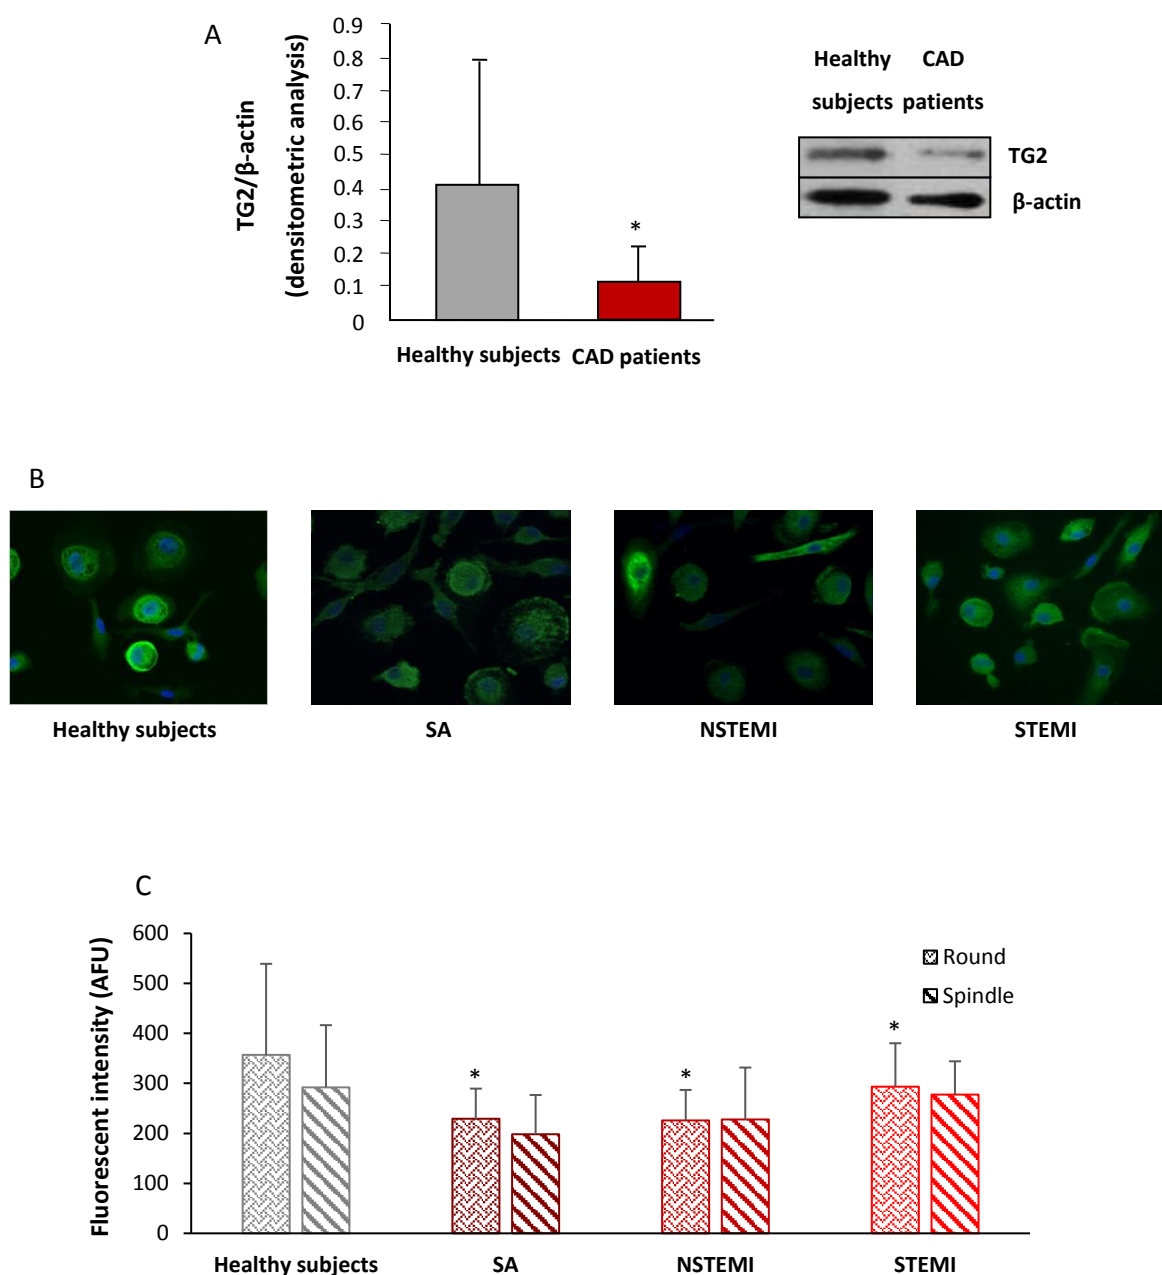 A
TG2/β-actin
(densitometric analysis)
0.9
0.8
0.7
0.6
0.5
0.4
0.3
0.2
0.1
0
*
Healthy subjects
CAD patients
Healthy subjects
CAD patients
TG2
β-actin
B
Healthy subjects
SA
NSTEMI
STEMI
C
Fluorescent intensity (AFU)
600
500
400
300
200
100
0
*
*
*
Round
Spindle
Healthy subjects
SA
NSTEMI
STEMI